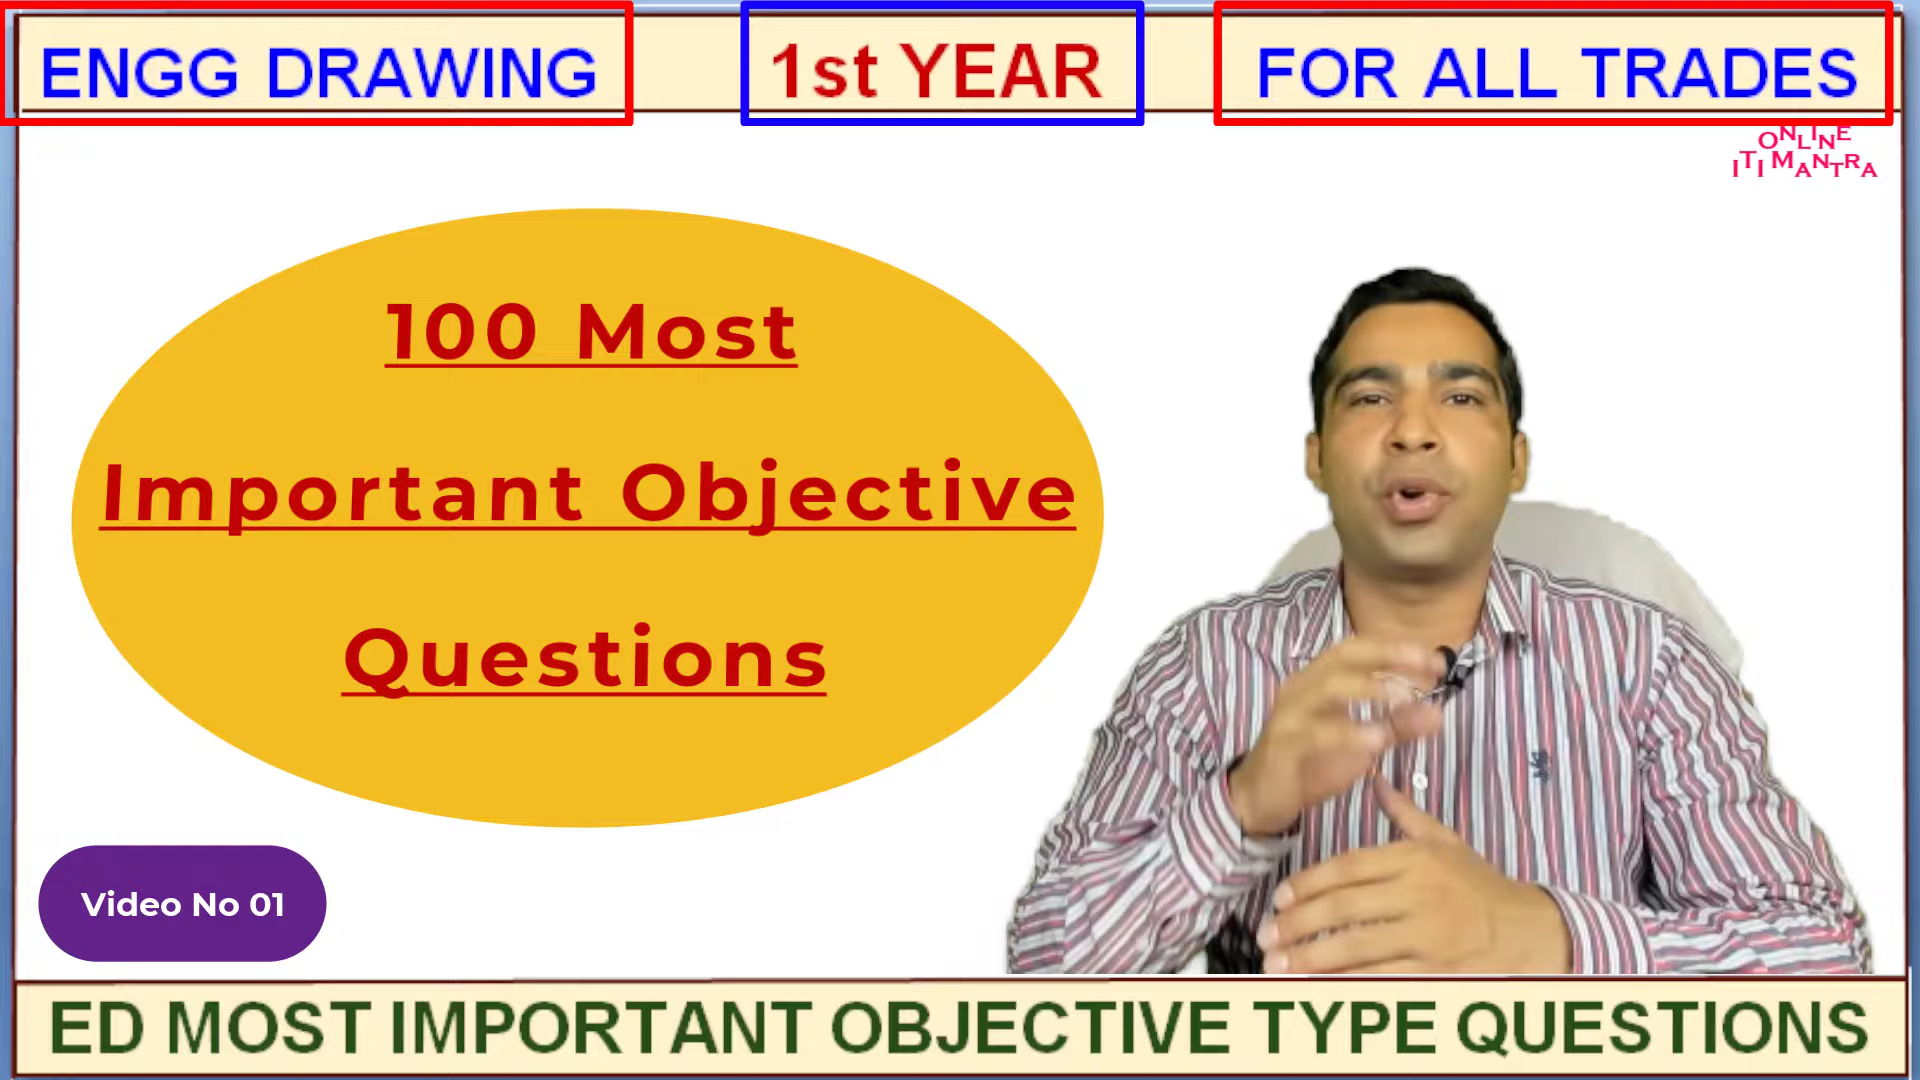 ENGG DRAWING
1st YEAR
FOR ALL TRADES
ONLINE
ITI MANTRA
100 Most
Important Objective
Questions
Video No 01
ED MOST IMPORTANT OBJECTIVE TYPE QUESTIONS